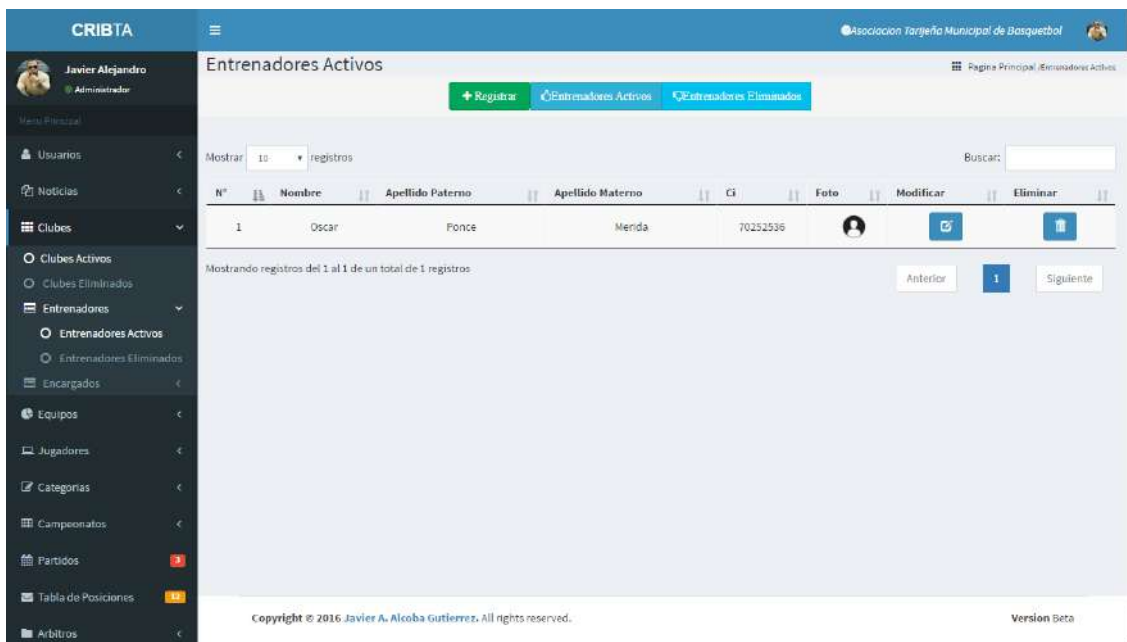 CRIBTA
Asociacion Tarijeña Municipal de Basquetbol
Javier Alejandro
Administrador
Menu Principal
Usuarios
Noticias
Clubes
Clubes Activos
Clubes Eliminados
Entrenadores
Entrenadores Activos
Entrenadores Eliminados
Encargados
Equipos
Jugadores
Categorias
Campeonatos
Partidos 3
Tabla de Posiciones 12
Arbitros
Entrenadores Activos
Pagina Principal /Entrenadores Activos
Registrar Entrenadores Activos Entrenadores Eliminados
Mostrar 10 registros Buscar:
N° Nombre Apellido Paterno Apellido Materno Ci Foto Modificar Eliminar
1 Oscar Ponce Merida 70252536
Mostrando registros del 1 al 1 de un total de 1 registros
Anterior 1 Siguiente
Copyright © 2016 Javier A. Alcoba Gutierrez. All rights reserved. Version Beta